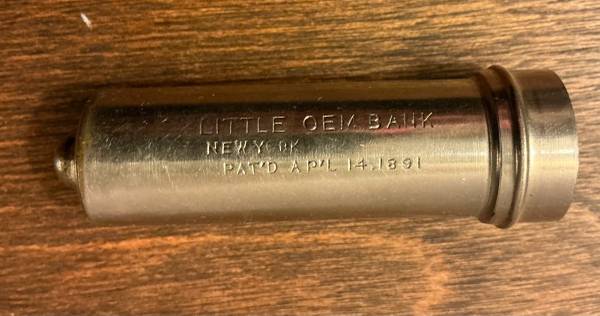 LITTLE GEM BANK
NEW YORK
PAT'D AP'L 14.1891